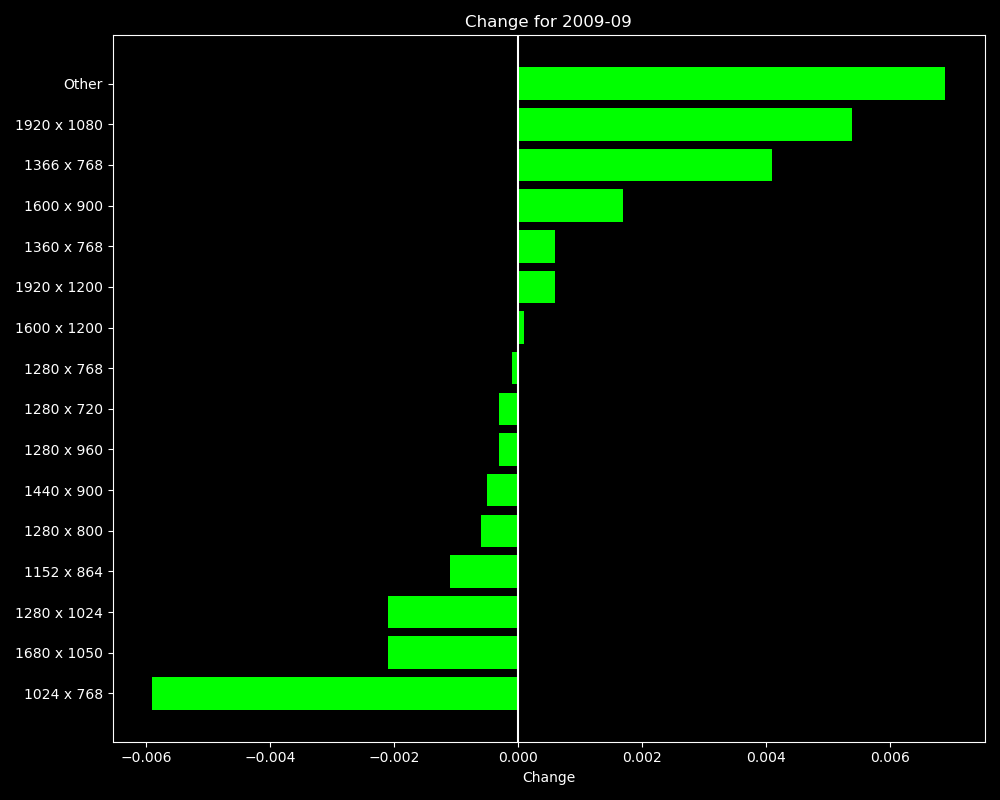 Change for 2009-09
Other
1920 x 1080
1366 x 768
1600 x 900
1360 x 768
1920 x 1200
1600 x 1200
1280 x 768
1280 x 720
1280 x 960
1440 x 900
1280 x 800
1152 x 864
1280 x 1024
1680 x 1050
1024 x 768
−0.006 −0.004 −0.002 0.000 0.002 0.004 0.006
Change